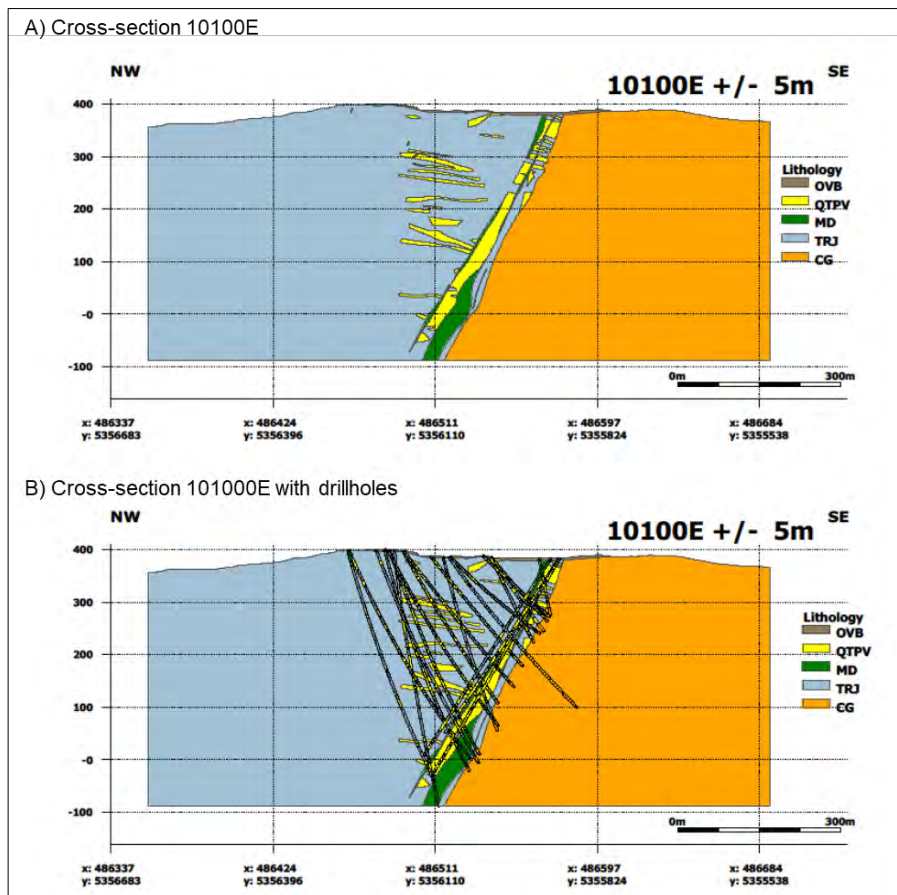 A) Cross-section 10100E
NW
SE
10100E +/- 5m
400
300
200
100
-0
-100
Lithology
OVB
QTPV
MD
TRJ
CG
0m 300m
x: 486337 x: 486424 x: 486511 x: 486597 x: 486684
y: 5356683 y: 5356396 y: 5356110 y: 5355824 y: 5355538
B) Cross-section 101000E with drillholes
NW
SE
10100E +/- 5m
400
300
200
100
-0
-100
Lithology
OVB
QTPV
MD
TRJ
CG
0m 300m
x: 486337 x: 486424 x: 486511 x: 486597 x: 486684
y: 5356683 y: 5356396 y: 5356110 y: 5355824 y: 5355538